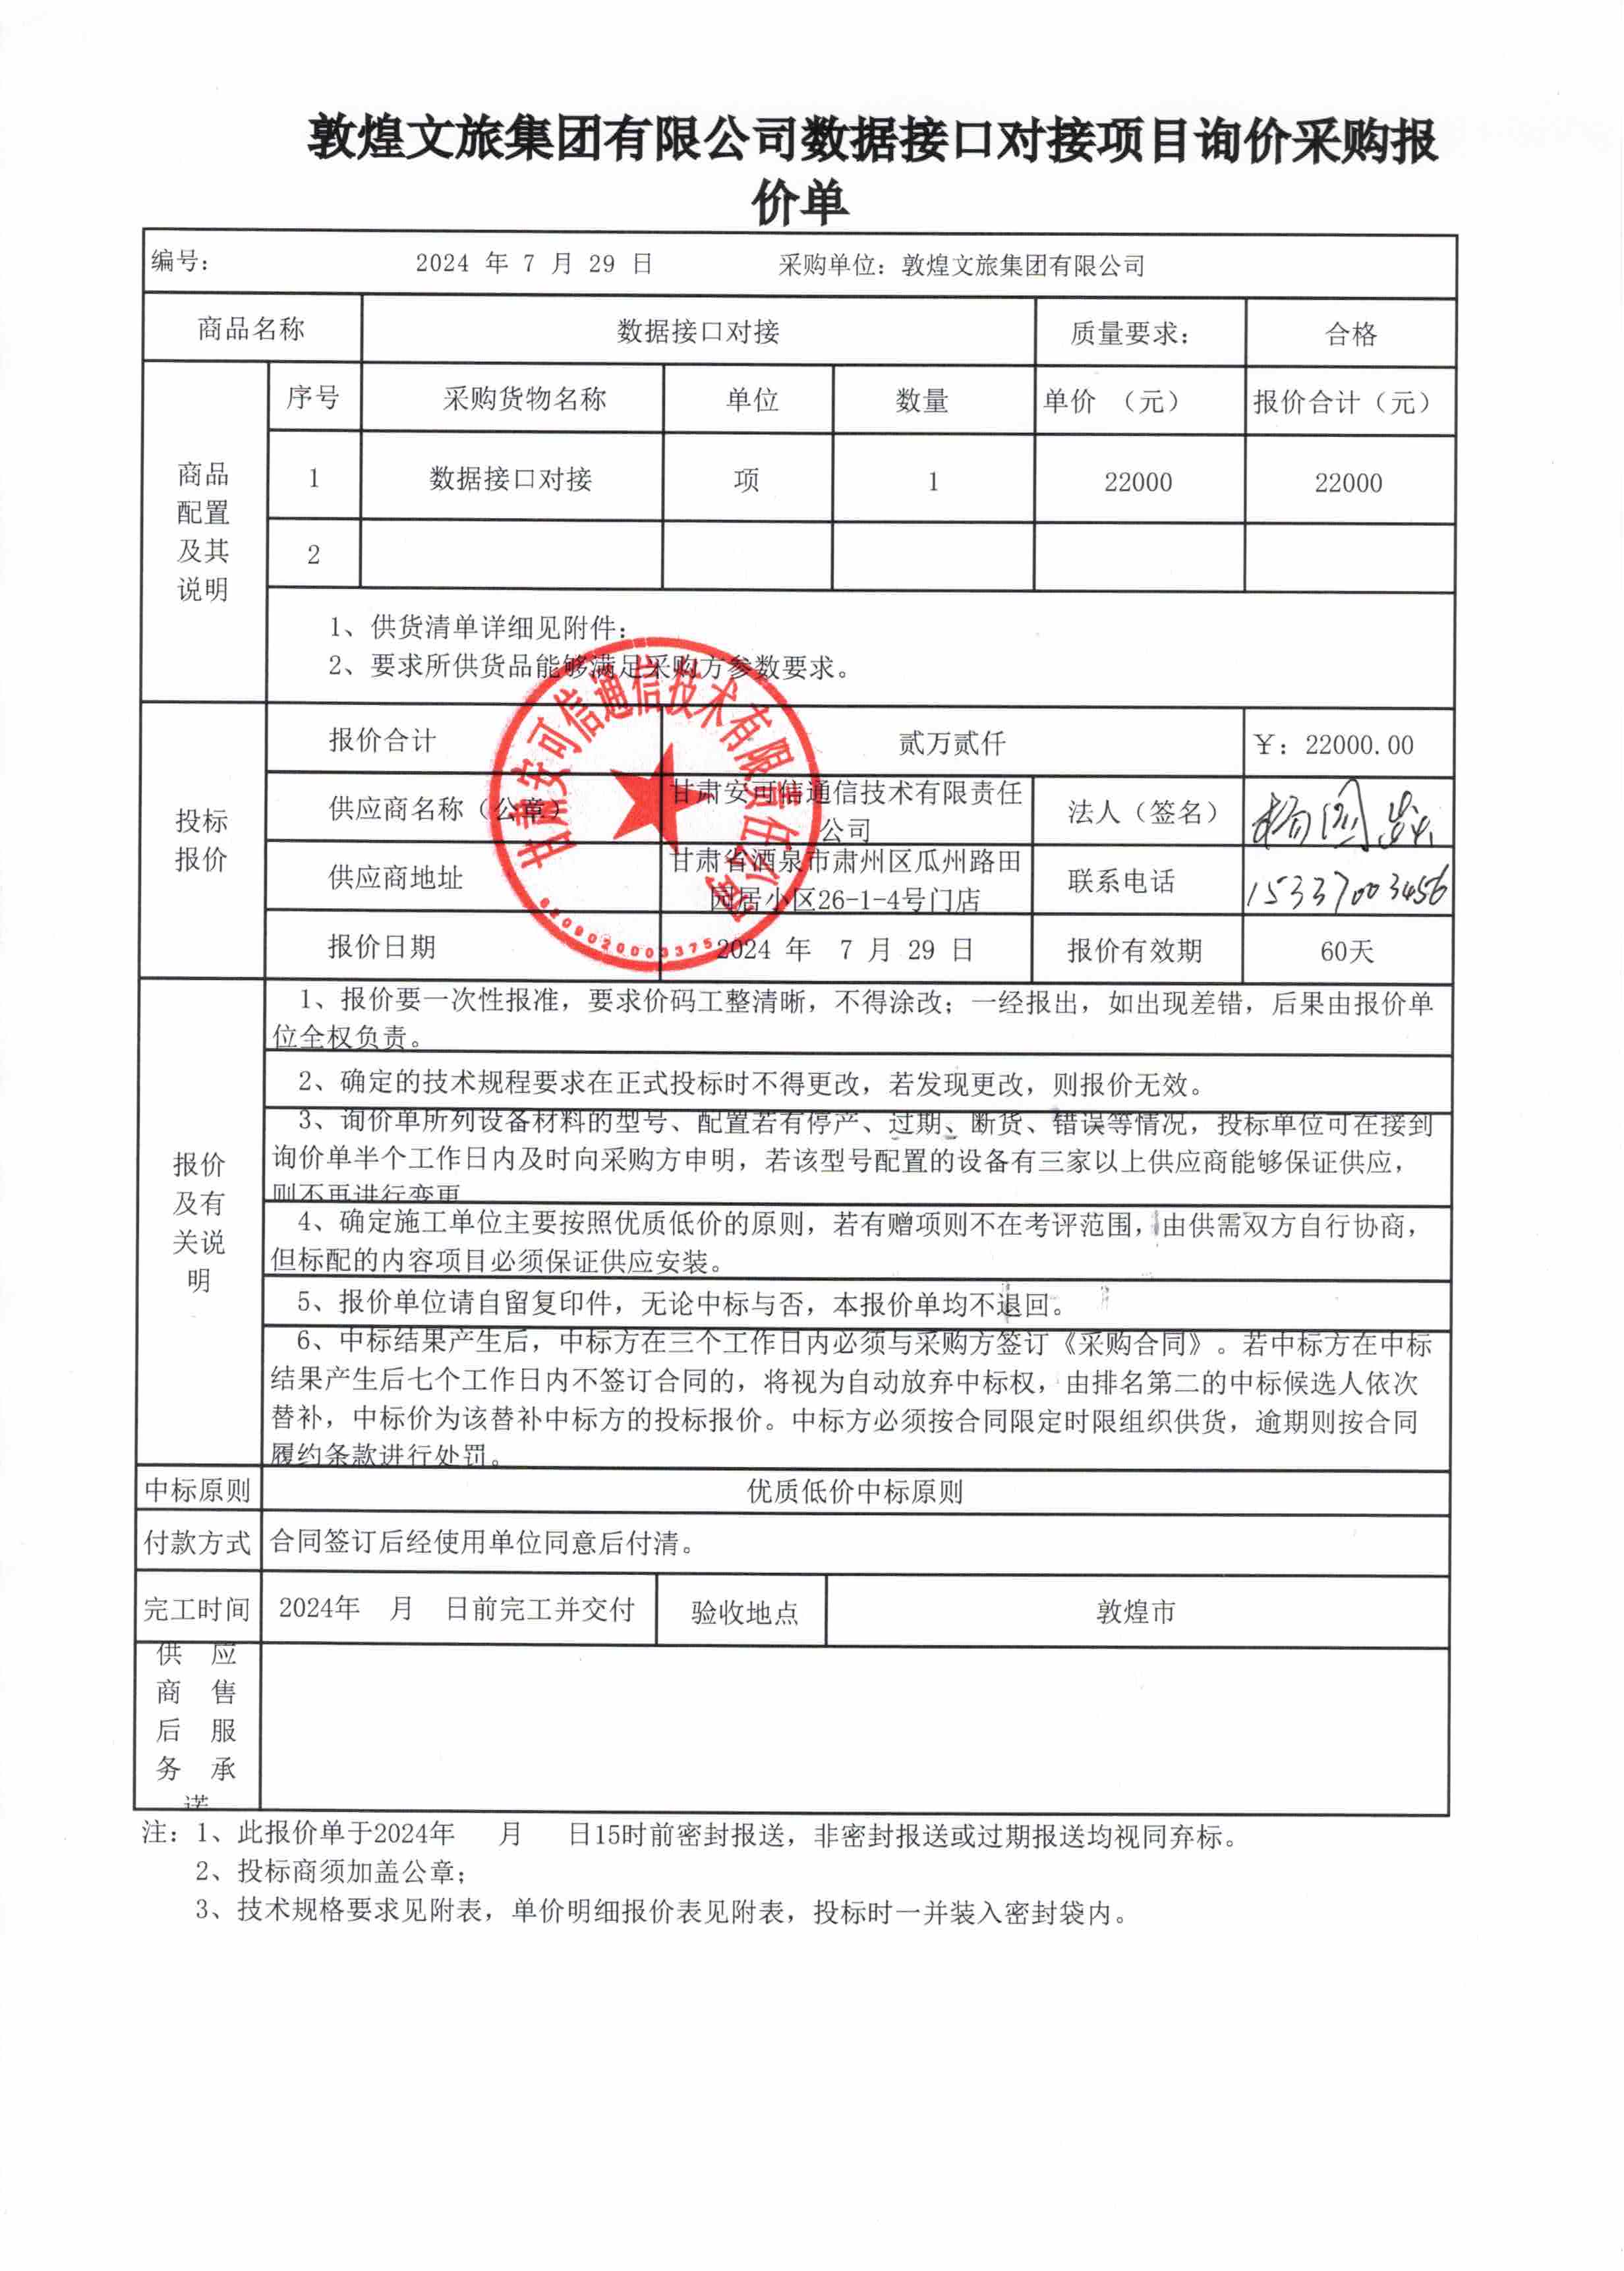 敦煌文旅集团有限公司数据接口对接项目询价采购报
价单
编号： 2024 年 7 月 29 日 采购单位：敦煌文旅集团有限公司
商品名称 数据接口对接 质量要求： 合格
商品
配置
及其
说明
序号 采购货物名称 单位 数量 单价 （元） 报价合计（元）
1 数据接口对接 项 1 22000 22000
2
1、供货清单详细见附件：
2、要求所供货品能够满足采购方参数要求。
投标
报价
报价合计 贰万贰仟 ￥：22000.00
供应商名称（公章） 甘肃安可信通信技术有限责任
公司
法人（签名）
供应商地址 甘肃省酒泉市肃州区瓜州路田
园居小区26-1-4号门店
联系电话 15337003456
报价日期 2024 年 7 月 29 日 报价有效期 60天
甘肃安可信通信技术有限责任公司
6209020003375
报价
及有
关说
明
1、报价要一次性报准，要求价码工整清晰，不得涂改；一经报出，如出现差错，后果由报价单
位全权负责。
2、确定的技术规程要求在正式投标时不得更改，若发现更改，则报价无效。
3、询价单所列设备材料的型号、配置若有停产、过期、断货、错误等情况，投标单位可在接到
询价单半个工作日内及时向采购方申明，若该型号配置的设备有三家以上供应商能够保证供应，
则不再进行变更
4、确定施工单位主要按照优质低价的原则，若有赠项则不在考评范围，由供需双方自行协商，
但标配的内容项目必须保证供应安装。
5、报价单位请自留复印件，无论中标与否，本报价单均不退回。
6、中标结果产生后，中标方在三个工作日内必须与采购方签订《采购合同》。若中标方在中标
结果产生后七个工作日内不签订合同的，将视为自动放弃中标权，由排名第二的中标候选人依次
替补，中标价为该替补中标方的投标报价。中标方必须按合同限定时限组织供货，逾期则按合同
履约条款进行处罚。
中标原则 优质低价中标原则
付款方式 合同签订后经使用单位同意后付清。
完工时间 2024年 月 日前完工并交付 验收地点 敦煌市
供 应
商 售
后 服
务 承
诺
注：1、此报价单于2024年 月 日15时前密封报送，非密封报送或过期报送均视同弃标。
2、投标商须加盖公章；
3、技术规格要求见附表，单价明细报价表见附表，投标时一并装入密封袋内。